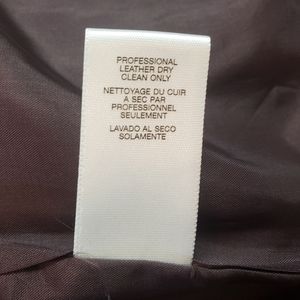 PROFESSIONAL
LEATHER DRY
CLEAN ONLY
NETTOYAGE DU CUIR
A SEC PAR
PROFESSIONNEL
SEULEMENT
LAVADO AL SECO
SOLAMENTE